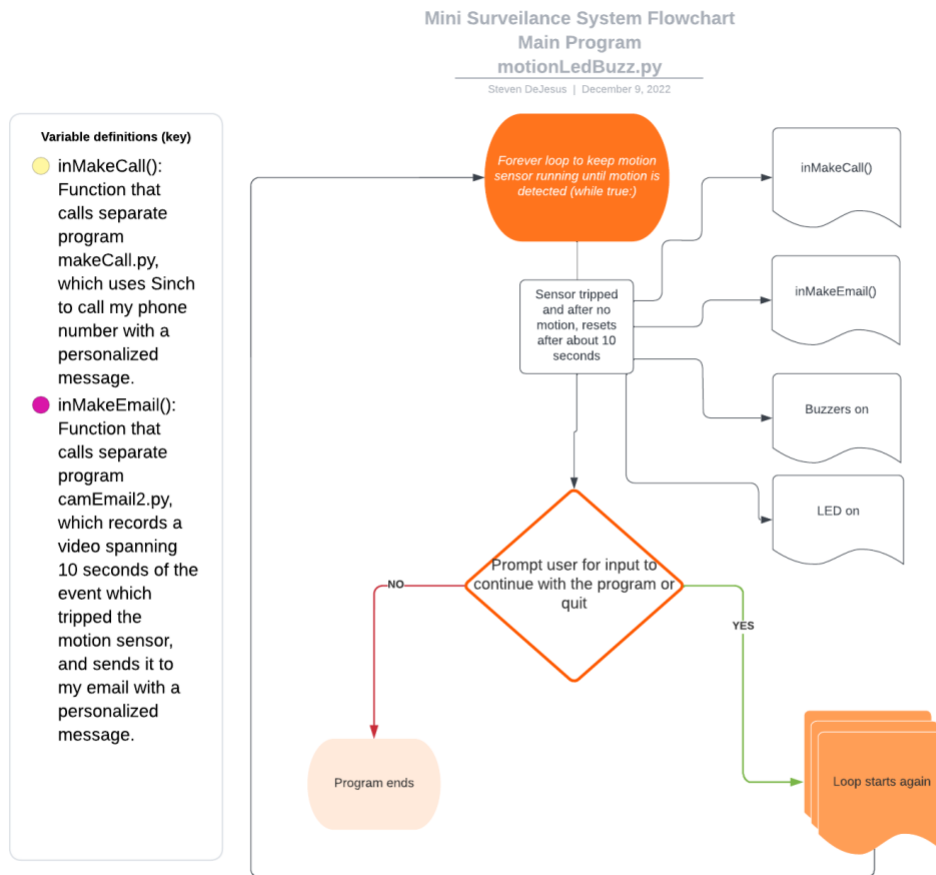 Mini Surveilance System Flowchart
Main Program
motionLedBuzz.py
Steven DeJesus | December 9, 2022
Variable definitions (key)
inMakeCall():
Function that
calls separate
program
makeCall.py,
which uses Sinch
to call my phone
number with a
personalized
message.
inMakeEmail():
Function that
calls separate
program
camEmail2.py,
which records a
video spanning
10 seconds of the
event which
tripped the
motion sensor,
and sends it to
my email with a
personalized
message.
Forever loop to keep motion
sensor running until motion is
detected (while true:)
inMakeCall()
Sensor tripped
and after no
motion, resets
after about 10
seconds
inMakeEmail()
Buzzers on
LED on
Prompt user for input to
continue with the program or
quit
NO
YES
Program ends
Loop starts again